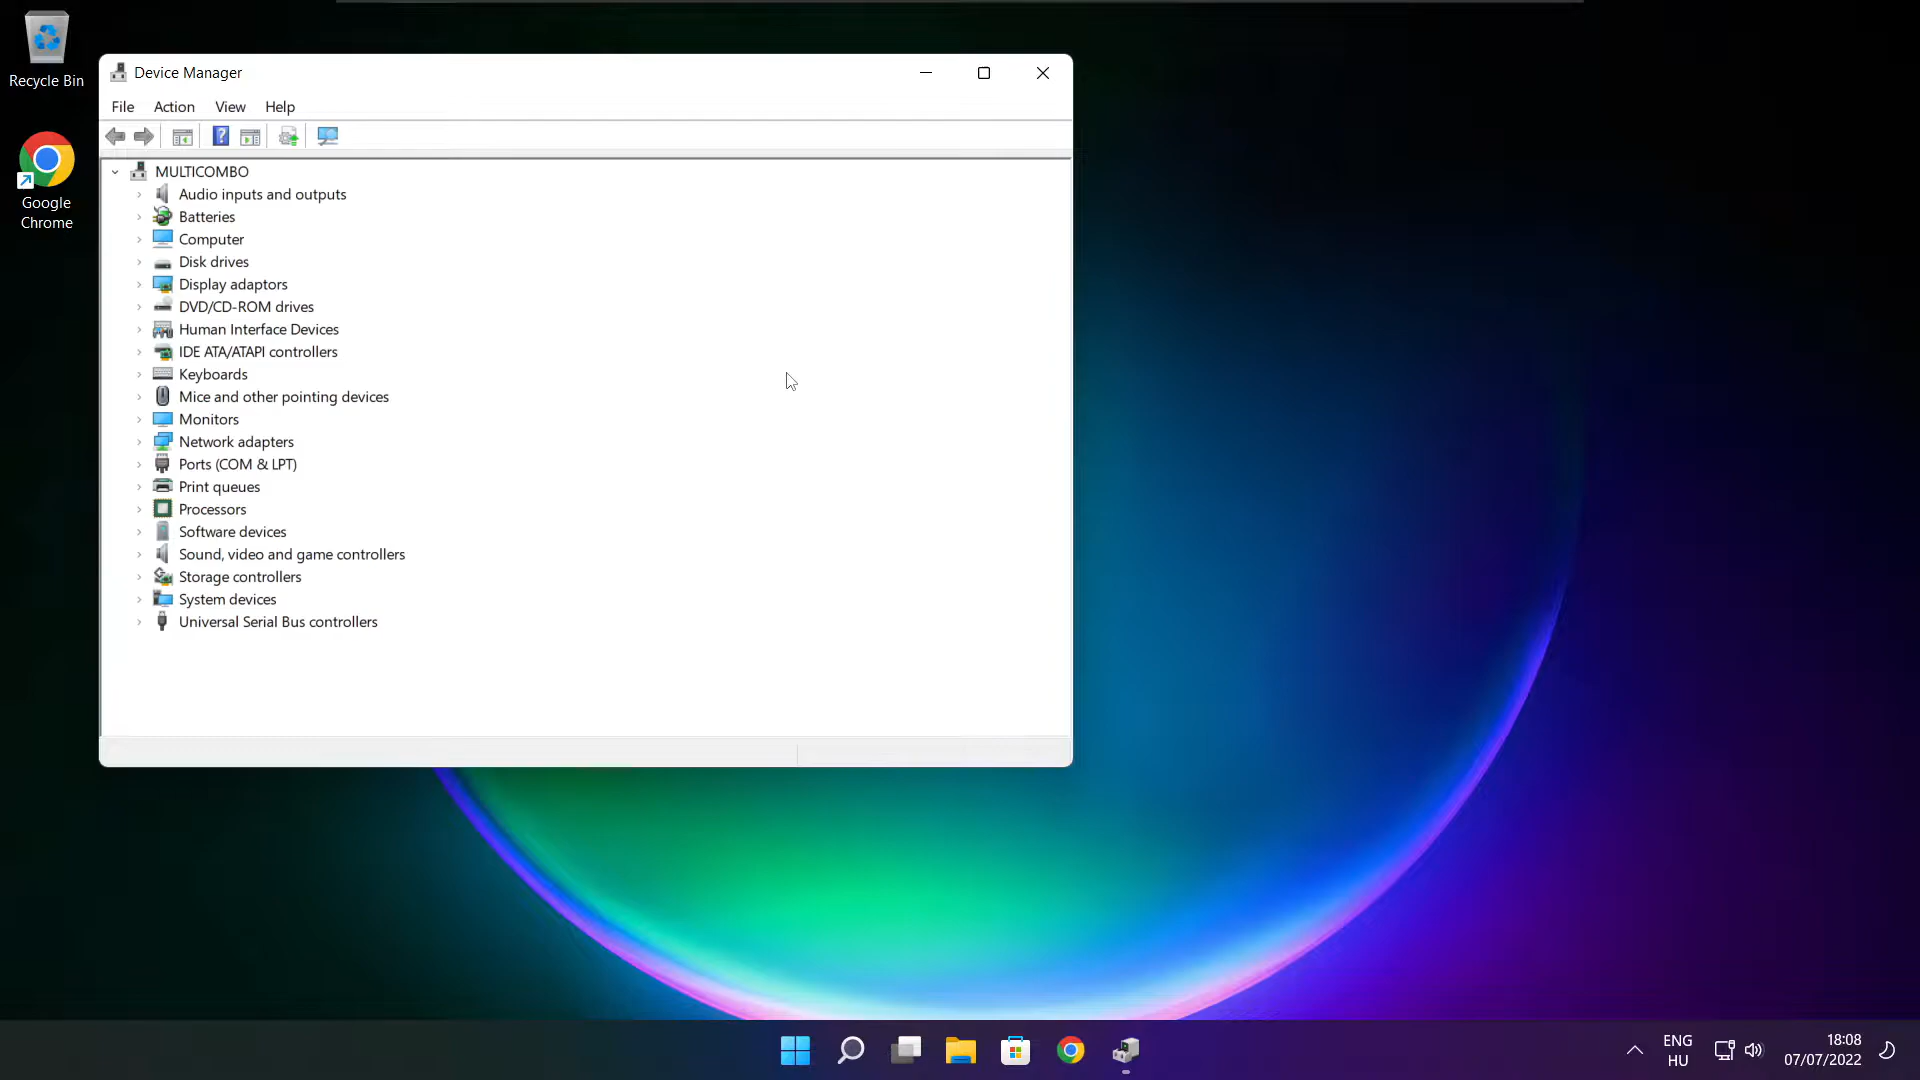 Recycle Bin
Google
Chrome
Device Manager
File Action View Help
MULTICOMBO
Audio inputs and outputs
Batteries
Computer
Disk drives
Display adaptors
DVD/CD-ROM drives
Human Interface Devices
IDE ATA/ATAPI controllers
Keyboards
Mice and other pointing devices
Monitors
Network adapters
Ports (COM & LPT)
Print queues
Processors
Software devices
Sound, video and game controllers
Storage controllers
System devices
Universal Serial Bus controllers
ENG
HU
18:08
07/07/2022